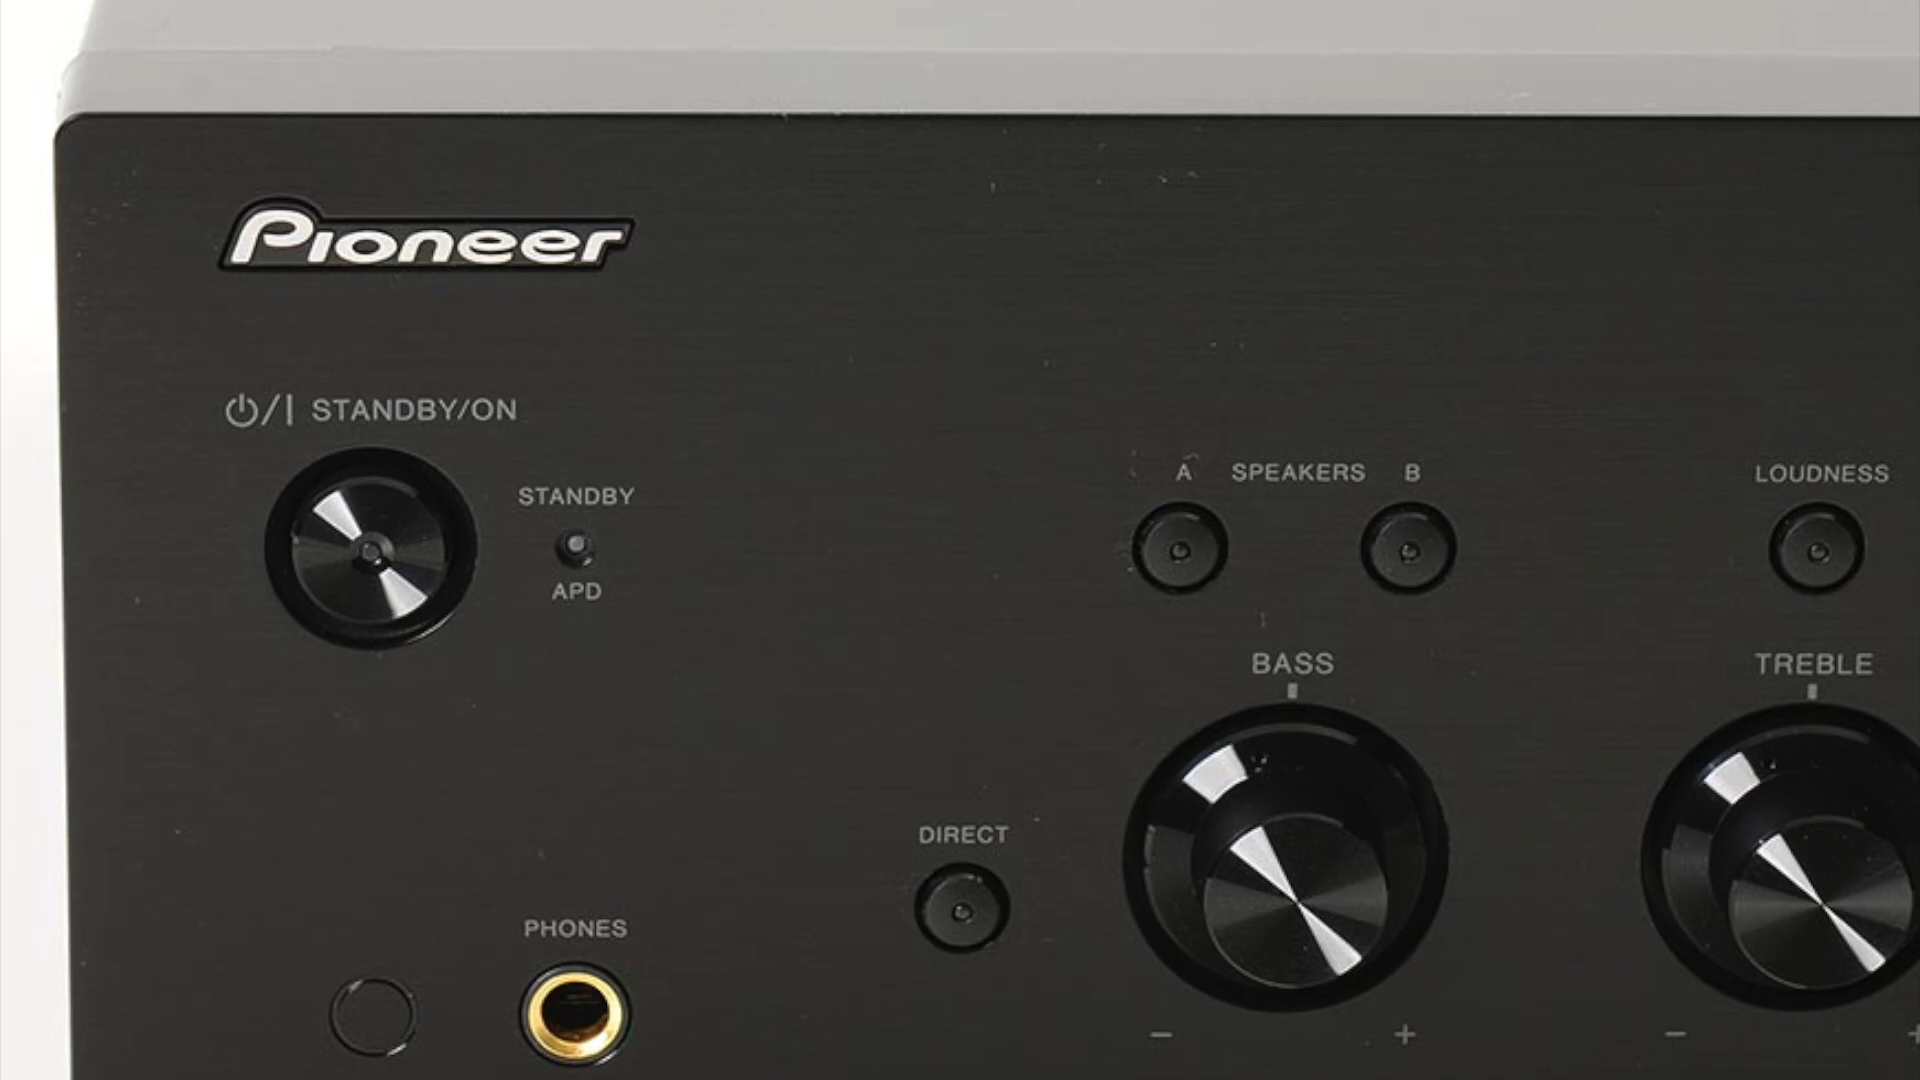 Pioneer
⏻/I STANDBY/ON
STANDBY
APD
A SPEAKERS B
LOUDNESS
BASS
TREBLE
DIRECT
PHONES
− +
− +